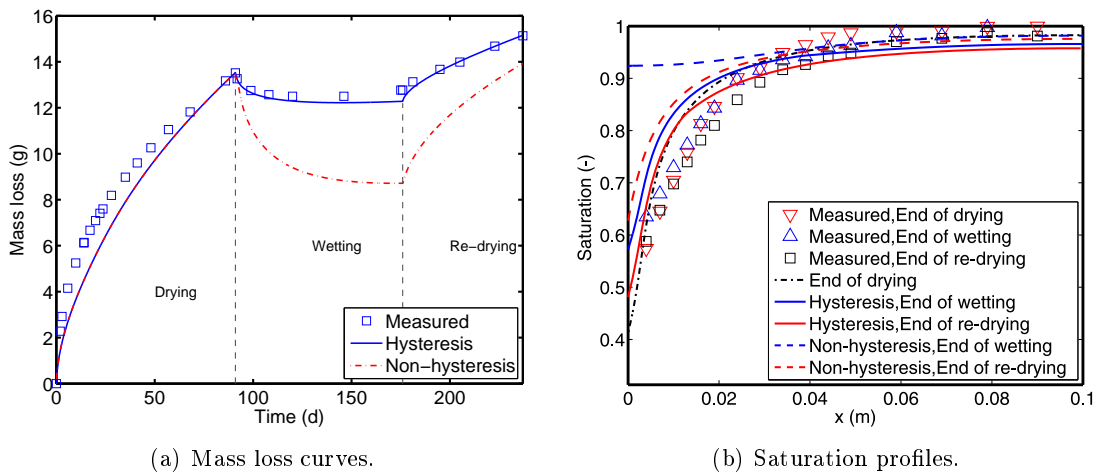 16
14
12
10
8
6
4
2
0
Mass loss (g)
Drying
Wetting
Re-drying
Measured
Hysteresis
Non-hysteresis
0
50
100
150
200
Time (d)
(a) Mass loss curves.
1
0.9
0.8
0.7
0.6
0.5
0.4
Saturation (-)
Measured,End of drying
Measured,End of wetting
Measured,End of re-drying
End of drying
Hysteresis,End of wetting
Hysteresis,End of re-drying
Non-hysteresis,End of wetting
Non-hysteresis,End of re-drying
0
0.02
0.04
0.06
0.08
0.1
x (m)
(b) Saturation profiles.